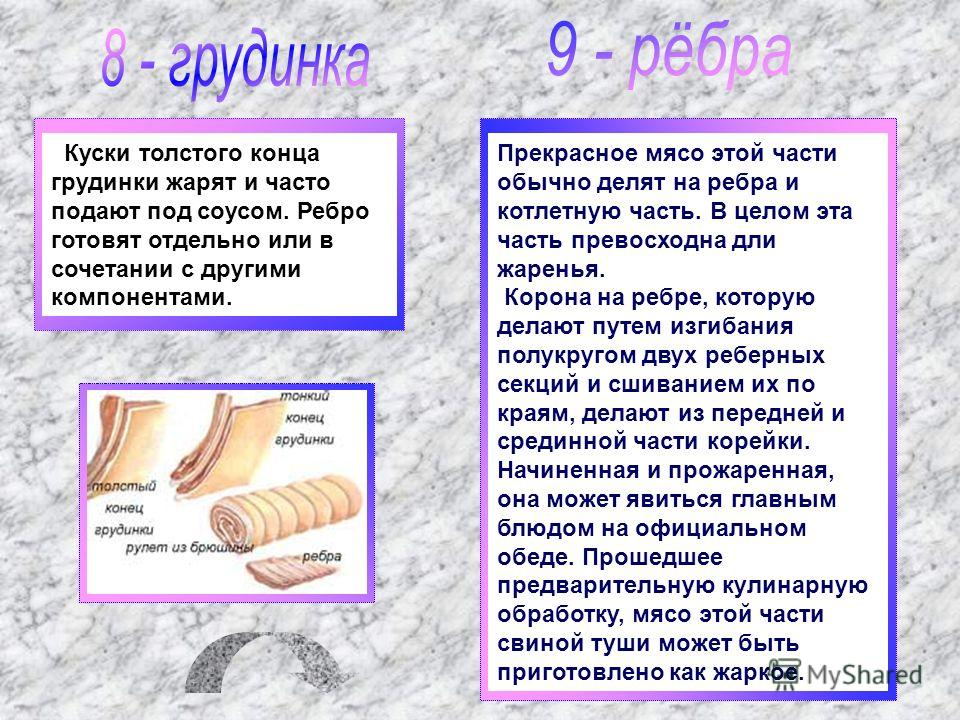 8 - грудинка
Куски толстого конца
грудинки жарят и часто
подают под соусом. Ребро
готовят отдельно или в
сочетании с другими
компонентами.
тонкий
конец
грудинки
толстый
конец
грудинки
рулет из брюшины
ребра
9 - рёбра
Прекрасное мясо этой части
обычно делят на ребра и
котлетную часть. В целом эта
часть превосходна дли
жаренья.
Корона на ребре, которую
делают путем изгибания
полукругом двух реберных
секций и сшиванием их по
краям, делают из передней и
срединной части корейки.
Начиненная и прожаренная,
она может явиться главным
блюдом на официальном
обеде. Прошедшее
предварительную кулинарную
обработку, мясо этой части
свиной туши может быть
приготовлено как жаркое.
MyShared